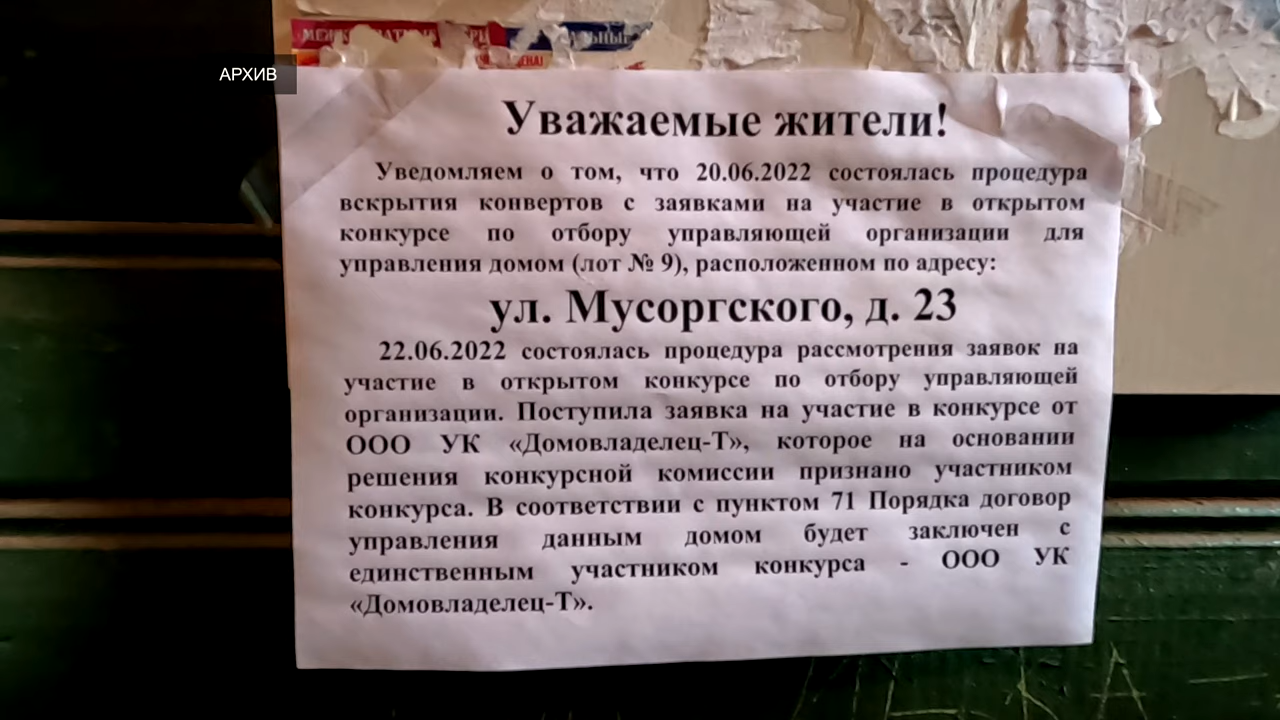 АРХИВ
Уважаемые жители!
Уведомляем о том, что 20.06.2022 состоялась процедура
вскрытия конвертов с заявками на участие в открытом
конкурсе по отбору управляющей организации для
управления домом (лот № 9), расположенном по адресу:
ул. Мусоргского, д. 23
22.06.2022 состоялась процедура рассмотрения заявок на
участие в открытом конкурсе по отбору управляющей
организации. Поступила заявка на участие в конкурсе от
ООО УК «Домовладелец-Т», которое на основании
решения конкурсной комиссии признано участником
конкурса. В соответствии с пунктом 71 Порядка договор
управления данным домом будет заключен с
единственным участником конкурса - ООО УК
«Домовладелец-Т».